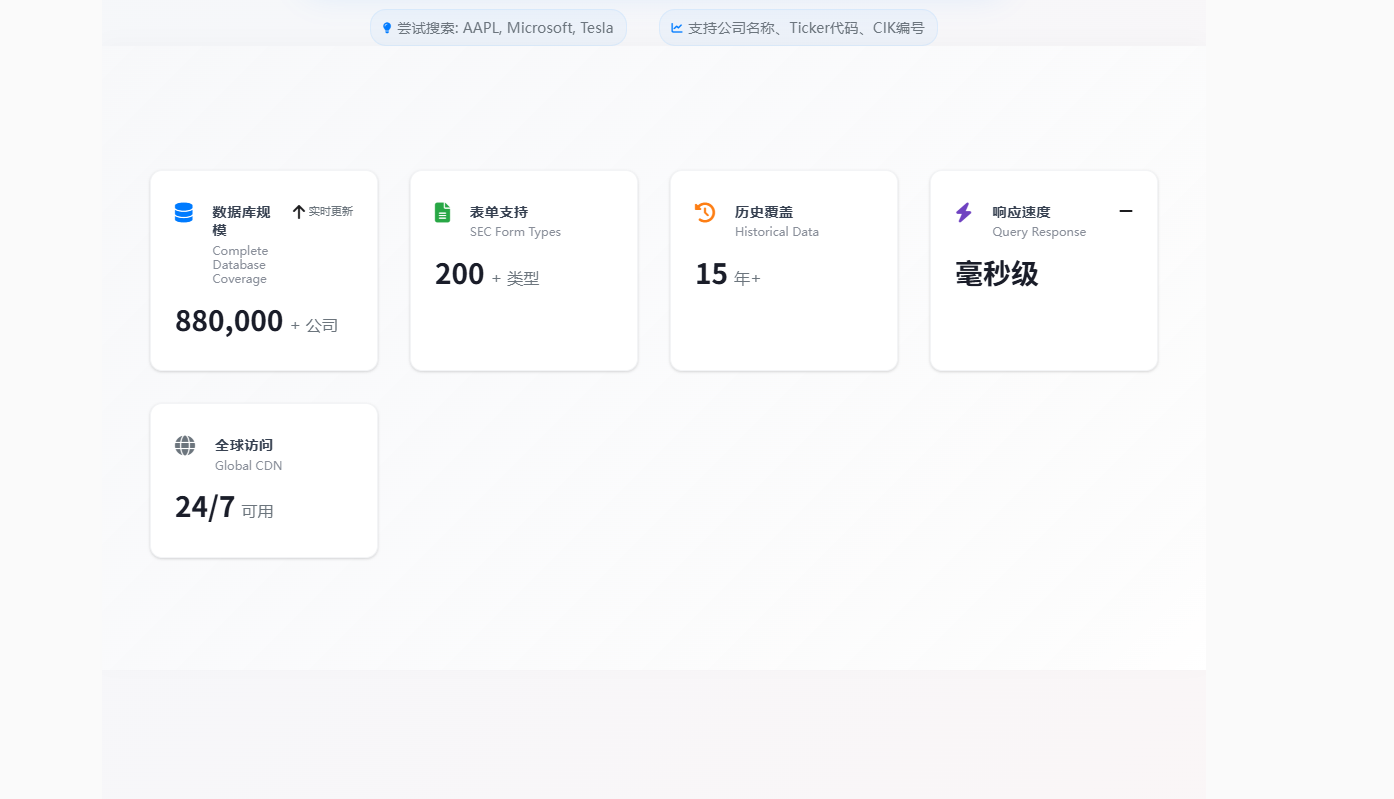 尝试搜索: AAPL, Microsoft, Tesla
支持公司名称、Ticker代码、CIK编号
数据库规
模
实时更新
Complete
Database
Coverage
880,000 + 公司
表单支持
SEC Form Types
200 + 类型
历史覆盖
Historical Data
15 年+
响应速度
Query Response
毫秒级
全球访问
Global CDN
24/7 可用